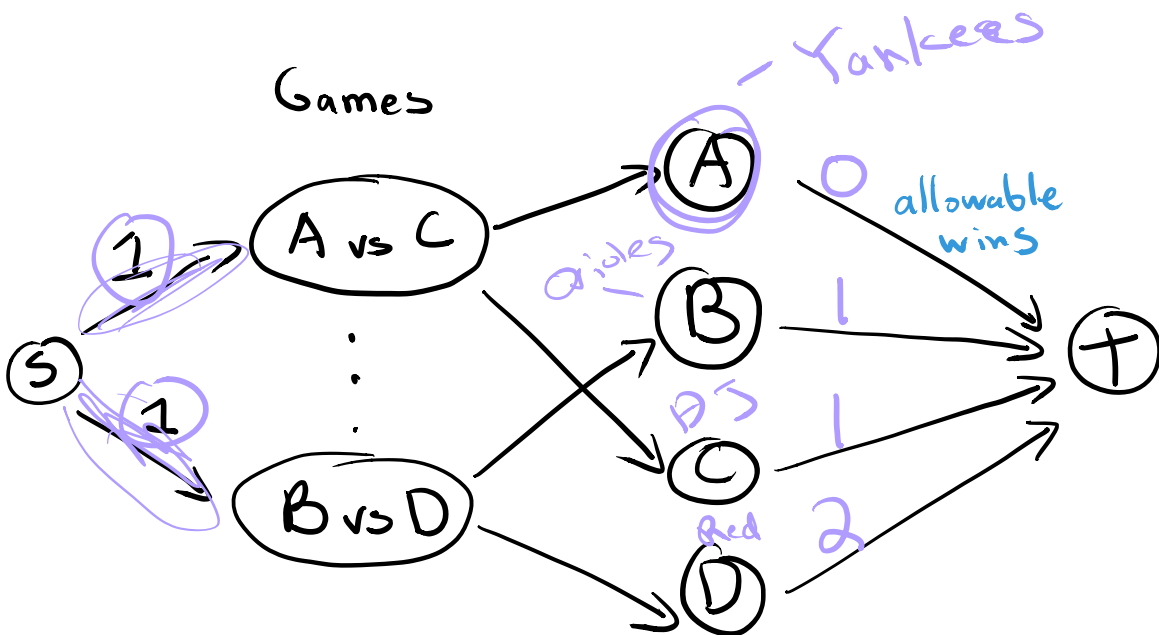 Yankees
Games
A
0
allowable
wins
A vs C
1
Orioles
B
1
S
T
1
BJ
1
C
B vs D
Red
2
D